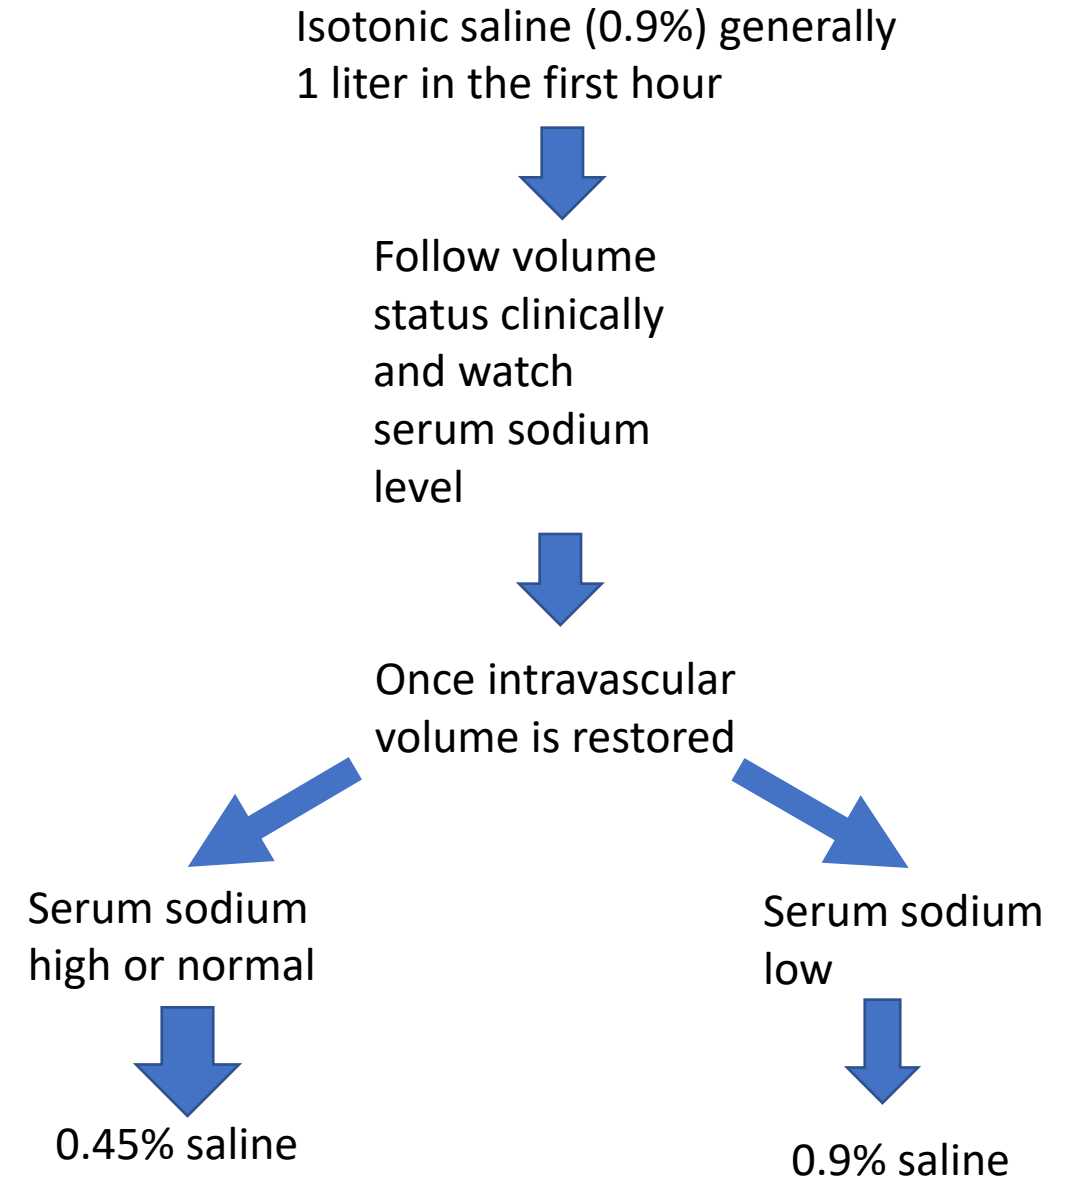 Isotonic saline (0.9%) generally
1 liter in the first hour
Follow volume
status clinically
and watch
serum sodium
level
Once intravascular
volume is restored
Serum sodium
high or normal
Serum sodium
low
0.45% saline
0.9% saline